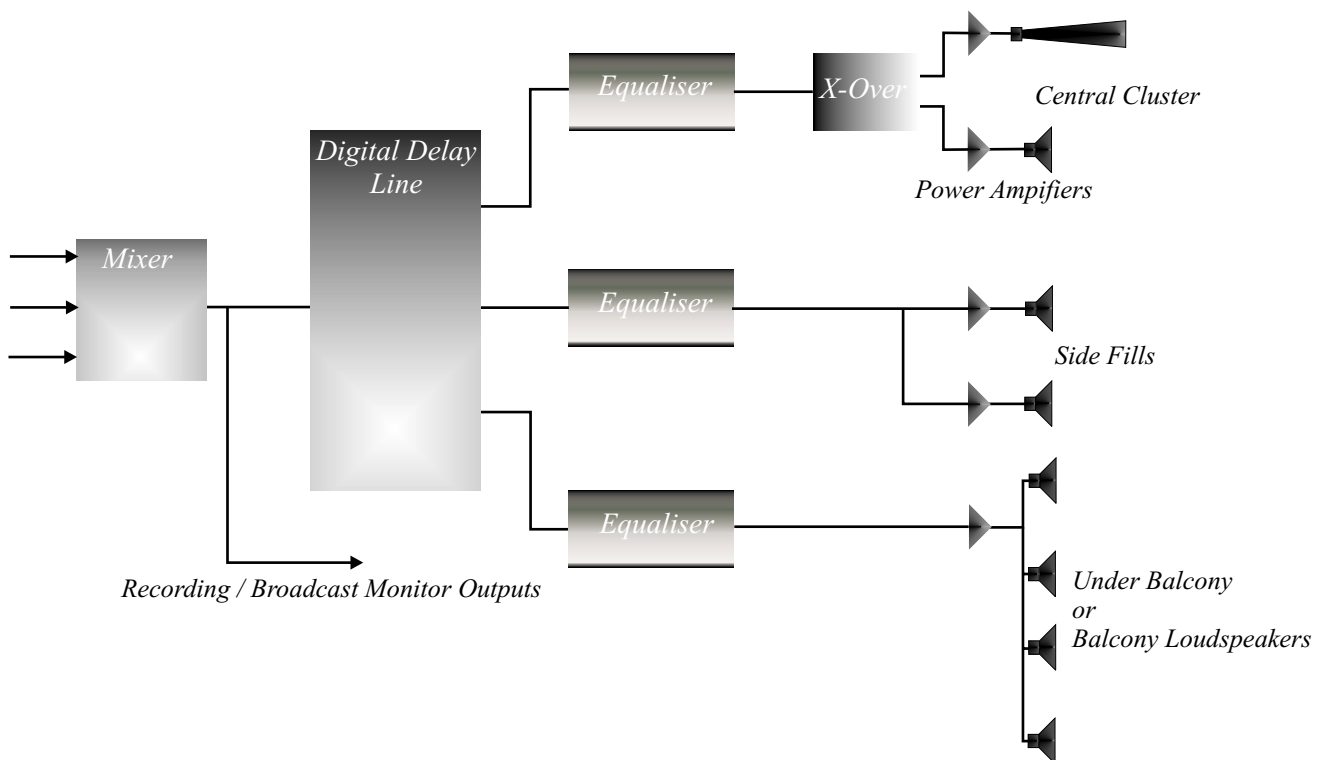 Equaliser
X-Over
Central Cluster
Digital Delay
Line
Power Ampifiers
Mixer
Equaliser
Side Fills
Equaliser
Recording / Broadcast Monitor Outputs
Under Balcony
or
Balcony Loudspeakers